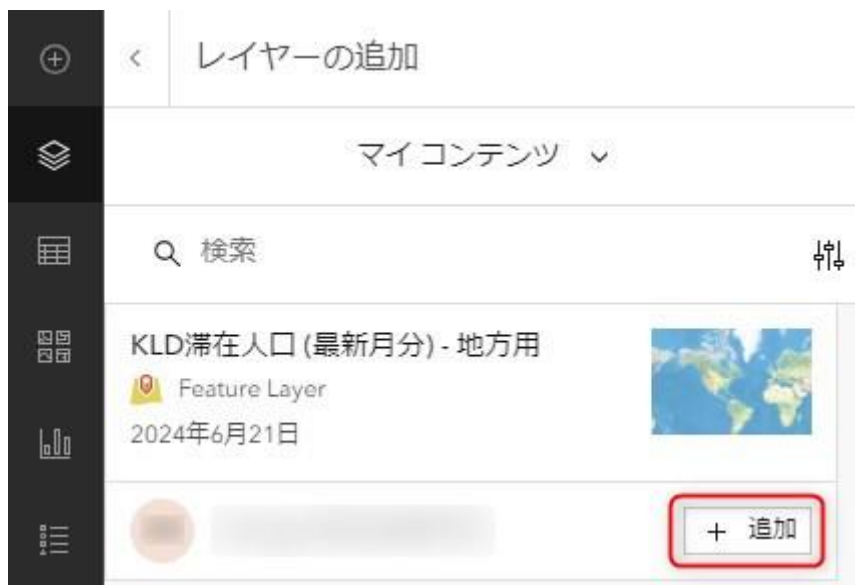 レイヤーの追加
マイ コンテンツ
検索
KLD滞在人口 (最新月分) - 地方用
Feature Layer
2024年6月21日
+ 追加